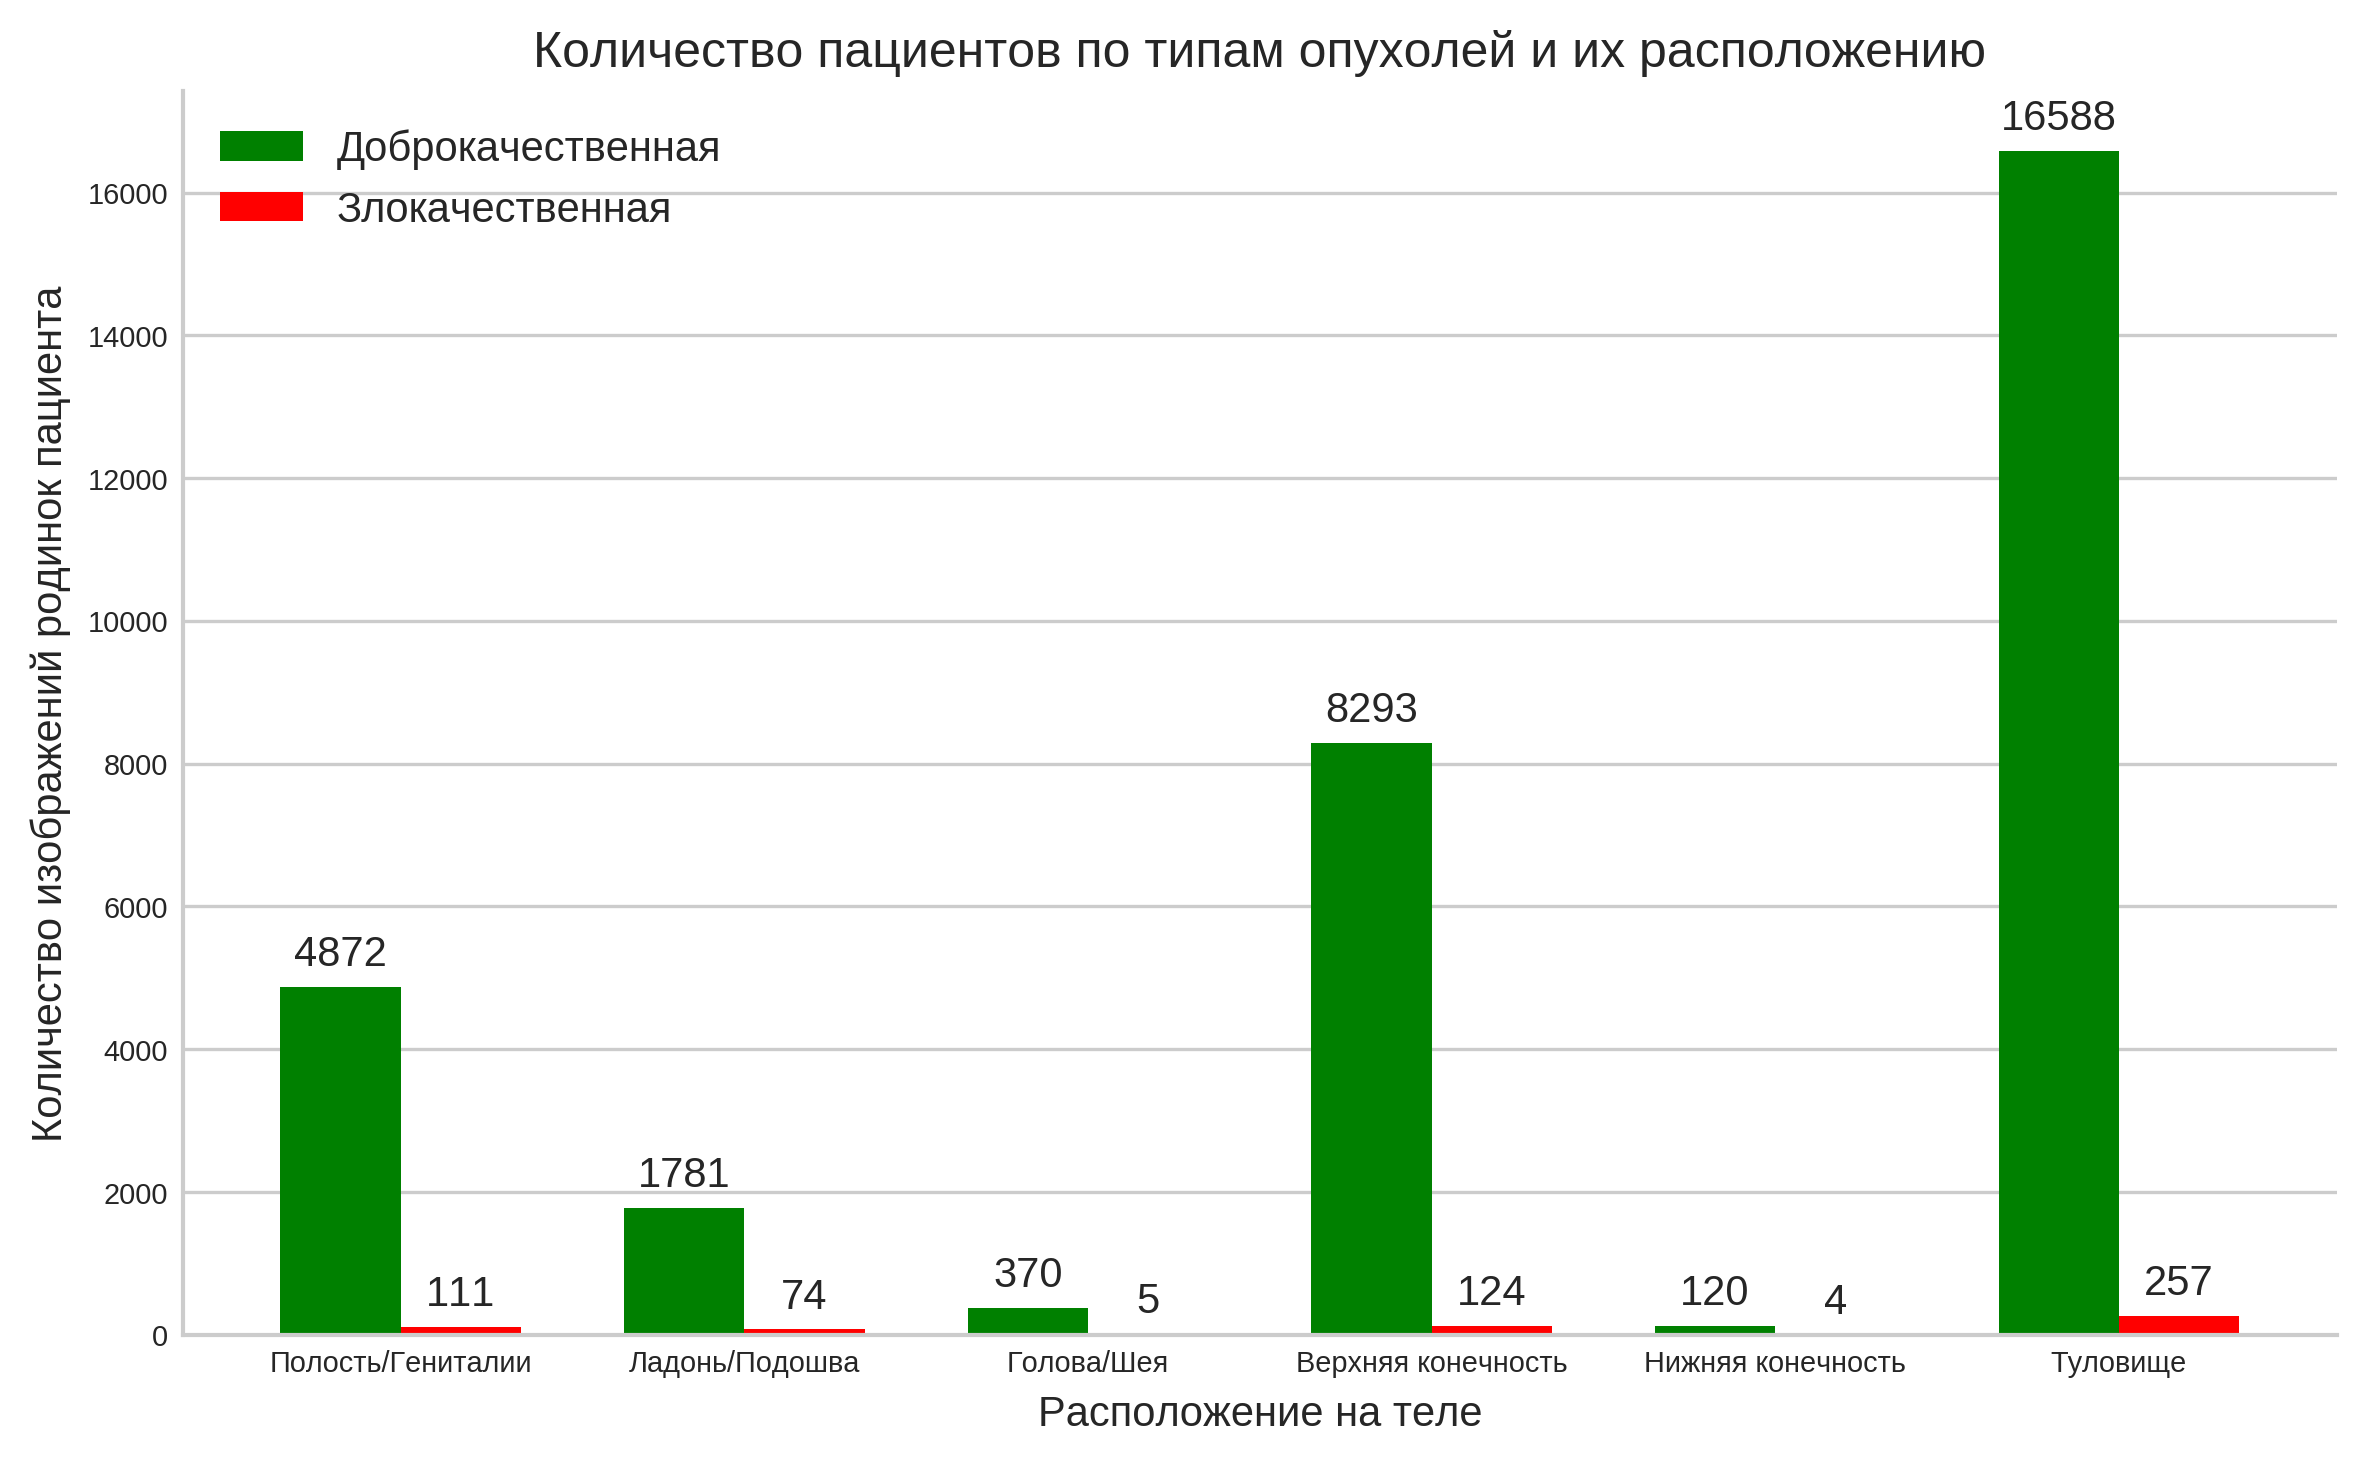 Количество пациентов по типам опухолей и их расположению
Доброкачественная
Злокачественная
Количество изображений родинок пациента
16000
14000
12000
10000
8000
6000
4000
2000
0
4872
111
1781
74
370
5
8293
124
120
4
16588
257
Полость/Гениталии
Ладонь/Подошва
Голова/Шея
Верхняя конечность
Нижняя конечность
Туловище
Расположение на теле